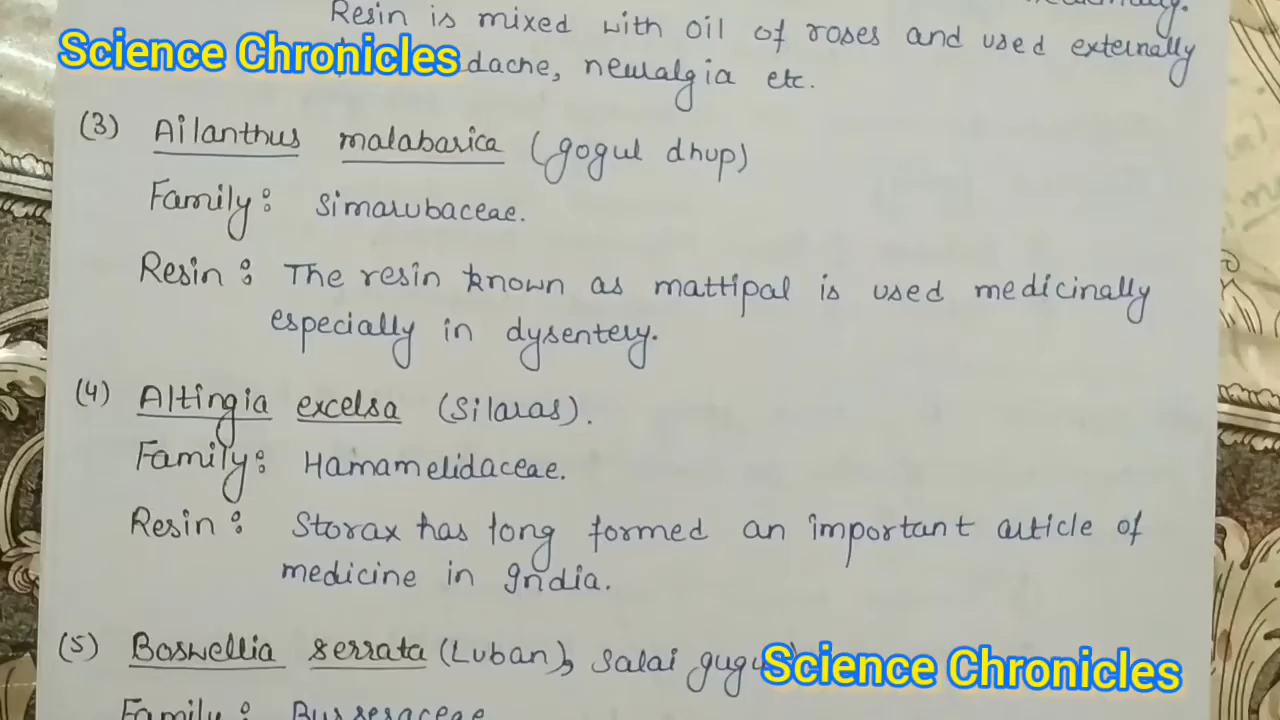 Resin is mixed with oil of roses and used externally
Science Chronicles
newalgia etc.
(3) Ailanthus malabarica (gogul dhup)
Family: Simarubaceae.
Resin: The resin known as mattipal is used medicinally
especially in dysentery.
(4) Altingia excelsa (Silaras).
Family: Hamamelidaceae.
Resin: Storax has long formed an important article of
medicine in India.
(5) Boswellia serrata (Luban), Salai
Science Chronicles
Family: Burseraceae